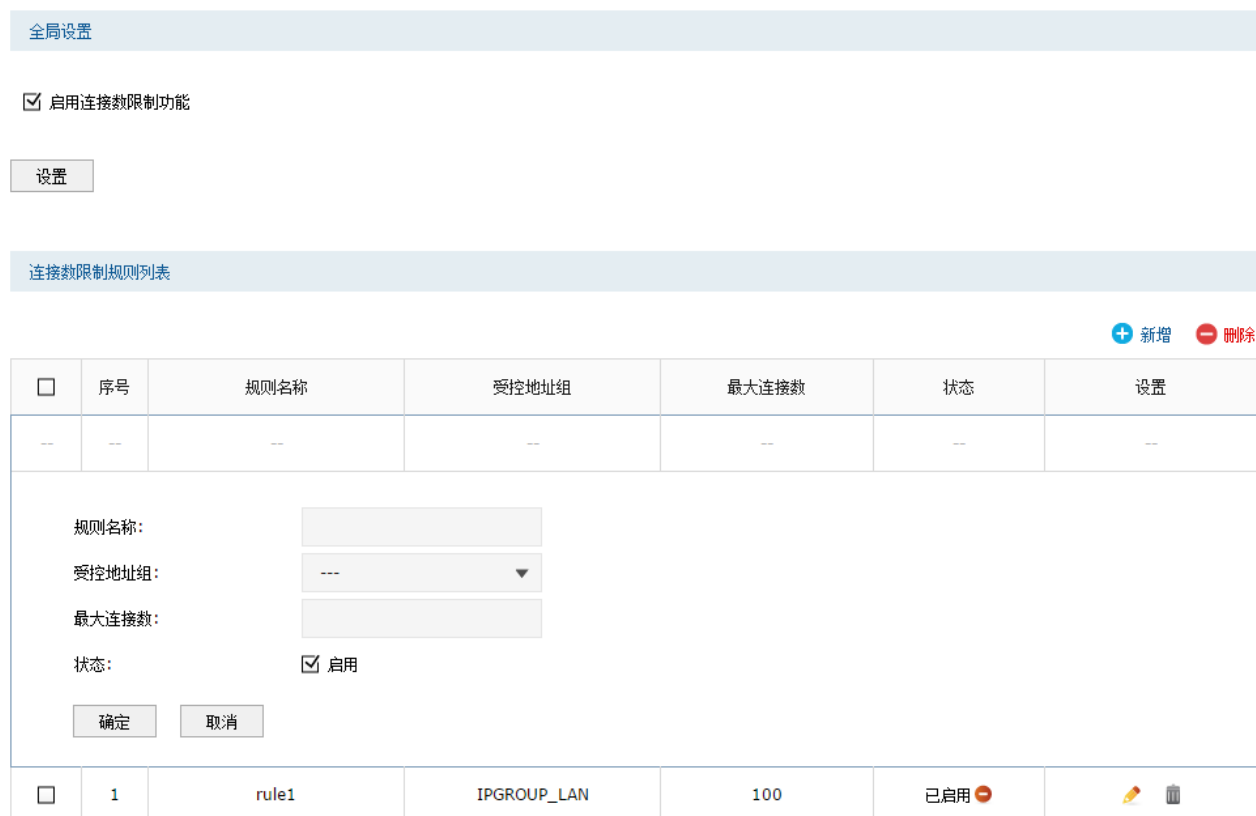 全局设置
启用连接数限制功能
设置
连接数限制规则列表
新增 删除
序号 规则名称 受控地址组 最大连接数 状态 设置
-- -- -- -- -- -- --
规则名称:
受控地址组: ---
最大连接数:
状态: 启用
确定 取消
1 rule1 IPGROUP_LAN 100 已启用